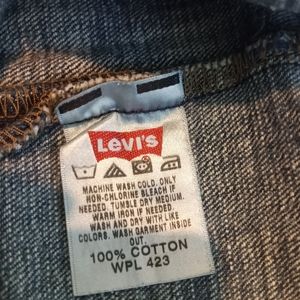 LEVI'S
MACHINE WASH COLD. ONLY
NON-CHLORINE BLEACH IF
NEEDED. TUMBLE DRY MEDIUM.
WARM IRON IF NEEDED.
WASH AND DRY WITH LIKE
COLORS. WASH GARMENT INSIDE
OUT.
100% COTTON
WPL 423